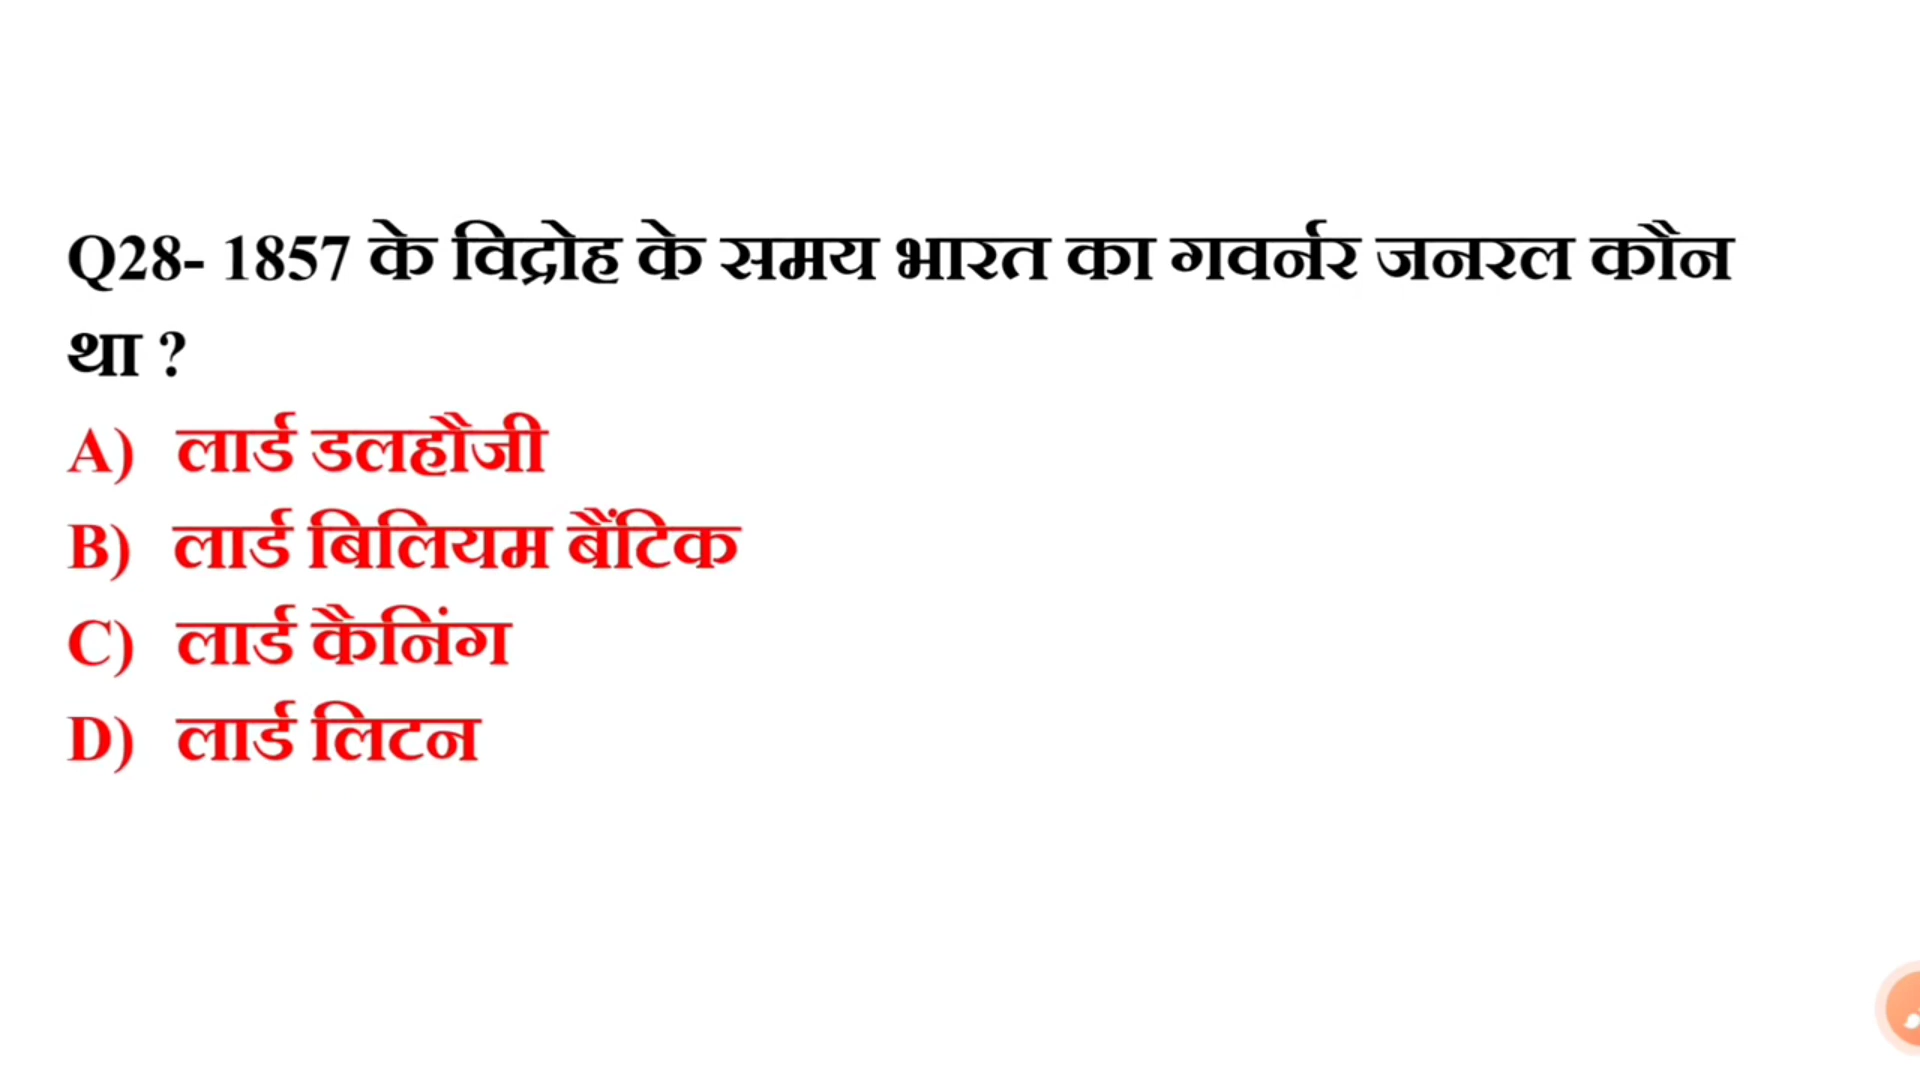 Q28- 1857 के विद्रोह के समय भारत का गवर्नर जनरल कौन
था ?
A) लार्ड डलहौजी
B) लार्ड बिलियम बैंटिक
C) लार्ड कैनिंग
D) लार्ड लिटन